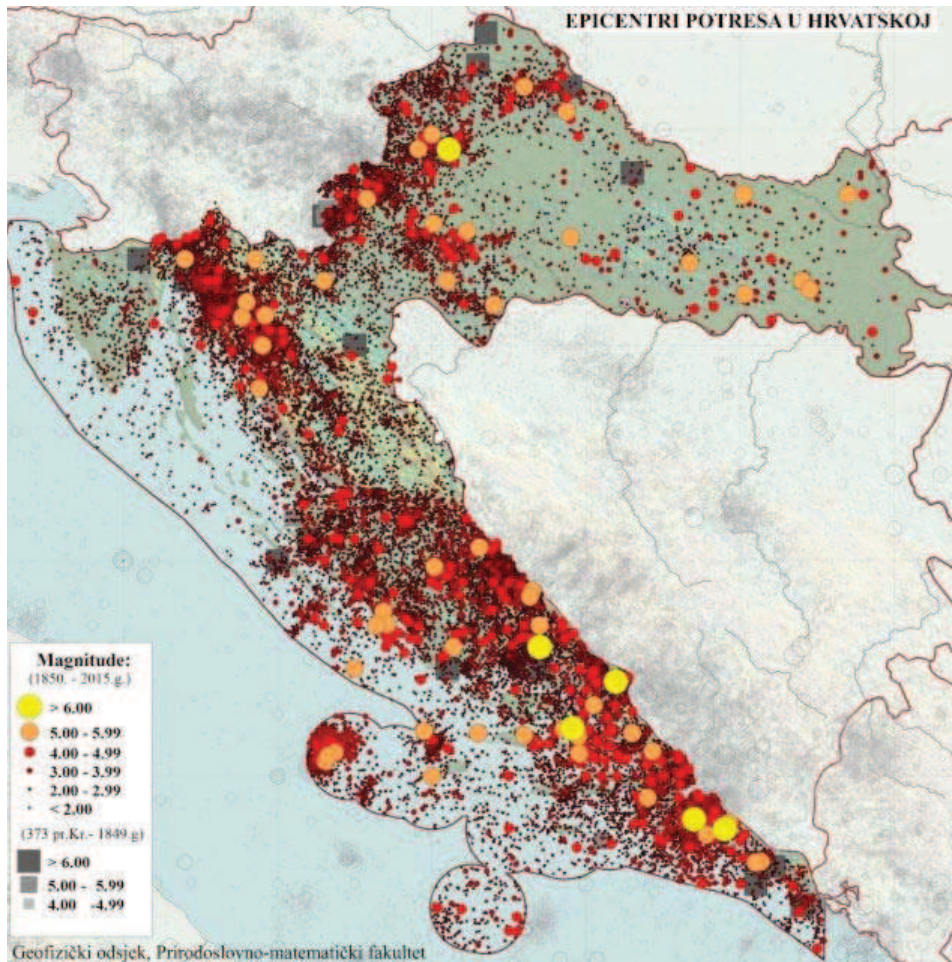 EPICENTRI POTRESA U HRVATSKOJ
Magnitude:
(1850. - 2015.g.)
> 6.00
5.00 - 5.99
4.00 - 4.99
3.00 - 3.99
2.00 - 2.99
< 2.00
(373 pr.Kr.- 1849.g)
> 6.00
5.00 - 5.99
4.00 -4.99
Geofizički odsjek, Prirodoslovno-matematički fakultet